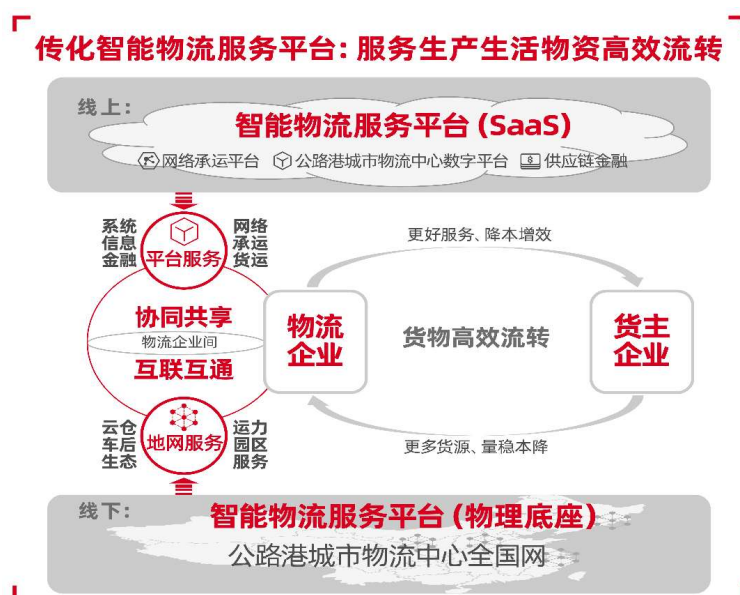 传化智能物流服务平台：服务生产生活物资高效流转
线上：
智能物流服务平台（SaaS）
网络承运平台 公路港城市物流中心数字平台 供应链金融
系统
信息
金融
平台服务
网络
承运
货运
更好服务、降本增效
协同共享
物流企业间
互联互通
物流
企业
货物高效流转
货主
企业
云仓
车后
生态
地网服务
运力
园区
服务
更多货源、量稳本降
线下：
智能物流服务平台（物理底座）
公路港城市物流中心全国网